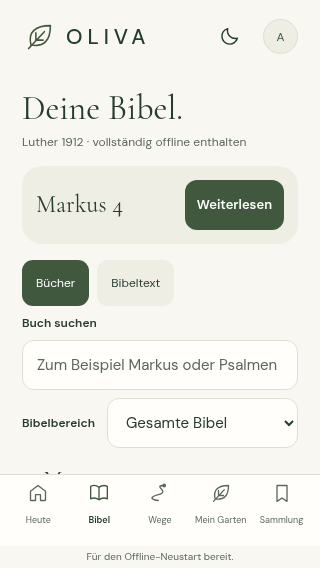 OLIVA
A
Deine Bibel.
Luther 1912 · vollständig offline enthalten
Markus 4
Weiterlesen
Bücher
Bibeltext
Buch suchen
Zum Beispiel Markus oder Psalmen
Bibelbereich
Gesamte Bibel
Heute
Bibel
Wege
Mein Garten
Sammlung
Für den Offline-Neustart bereit.